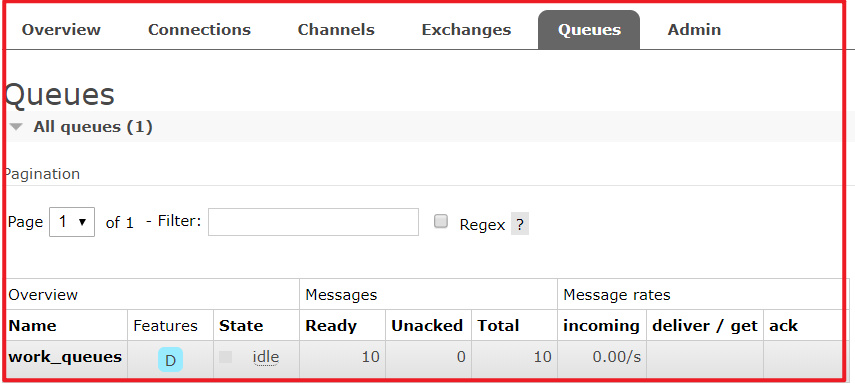 Overview Connections Channels Exchanges Queues Admin
Queues
All queues (1)
Pagination
Page 1 of 1 - Filter: Regex ?
Overview Messages Message rates
Name Features State Ready Unacked Total incoming deliver / get ack
work_queues D idle 10 0 10 0.00/s